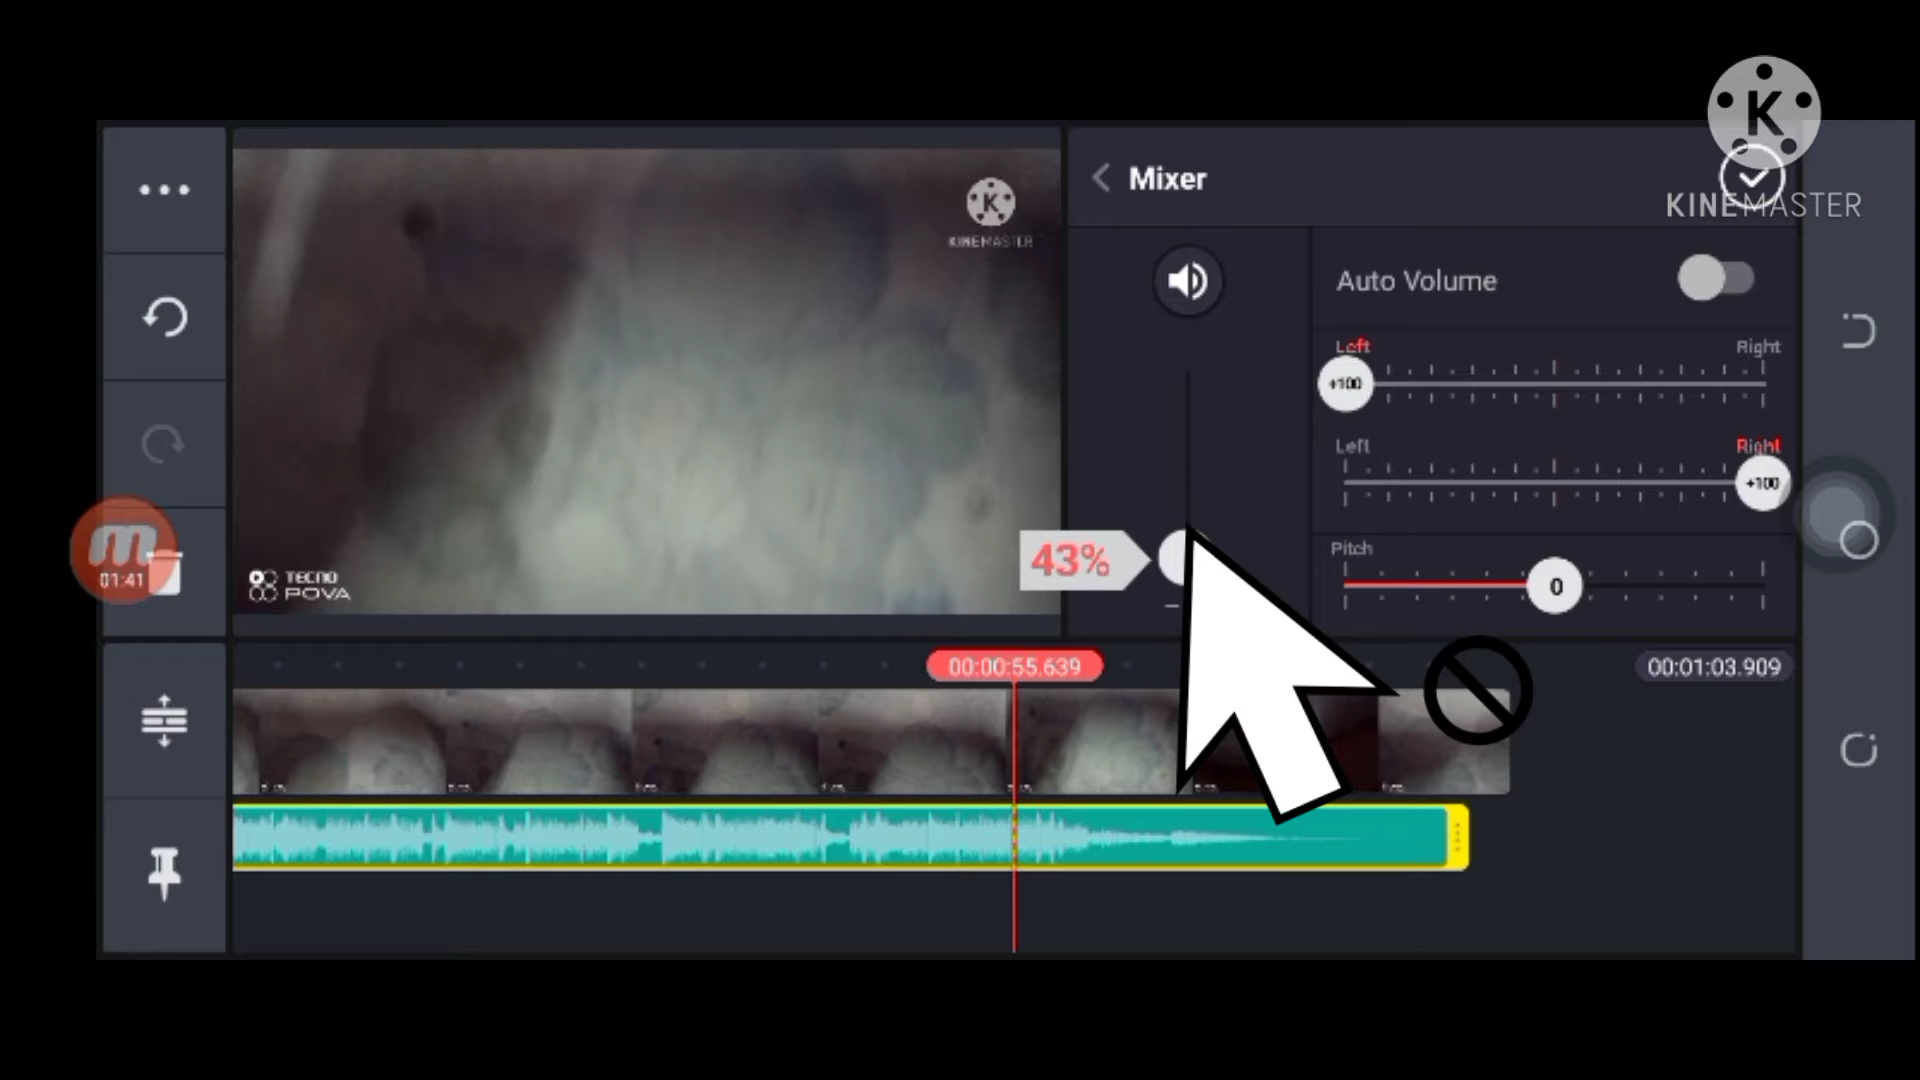 K
KINEMASTER
Mixer
K
KINEMASTER
Auto Volume
Left
Right
+100
Left
Right
+100
43%
Pitch
0
m
01:41
TECNO
POVA
00:00:55.639
00:01:03.909